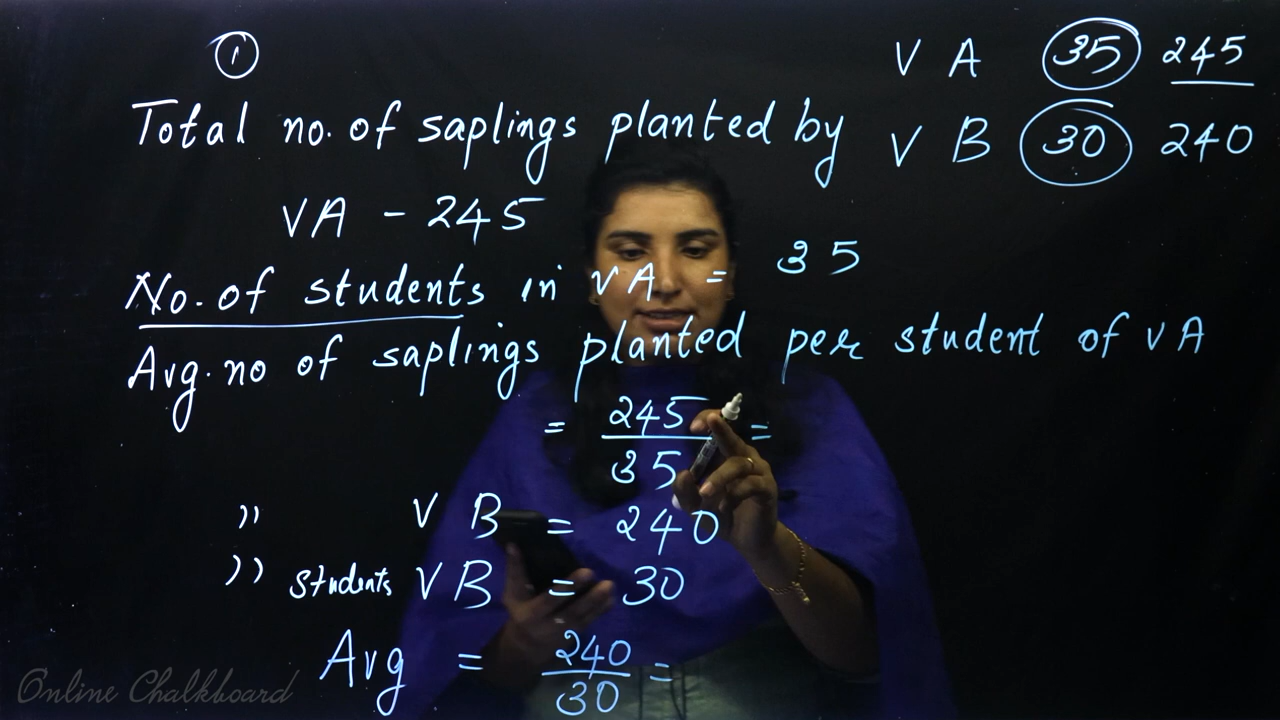 1
V A 35 245
Total no. of saplings planted by V B 30 240
VA - 245
No. of students in VA = 35
Avg. no of saplings planted per student of VA
= 245/35 =
" V B = 240
" students V B = 30
Avg = 240/30 =
Online Chalkboard